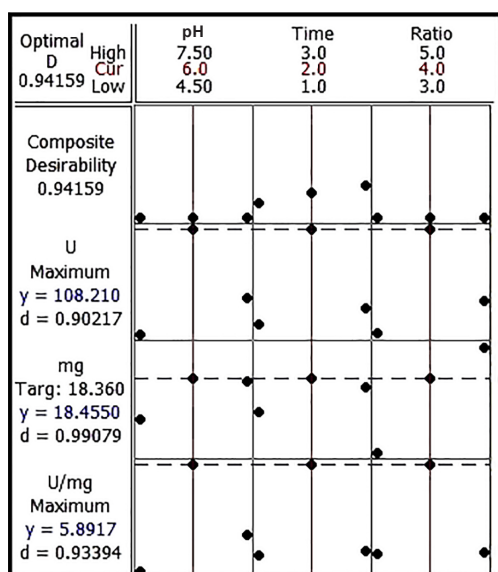 Optimal
D
0.94159
High
Cur
Low
pH
7.50
6.0
4.50
Time
3.0
2.0
1.0
Ratio
5.0
4.0
3.0
Composite
Desirability
0.94159
U
Maximum
y = 108.210
d = 0.90217
mg
Targ: 18.360
y = 18.4550
d = 0.99079
U/mg
Maximum
y = 5.8917
d = 0.93394